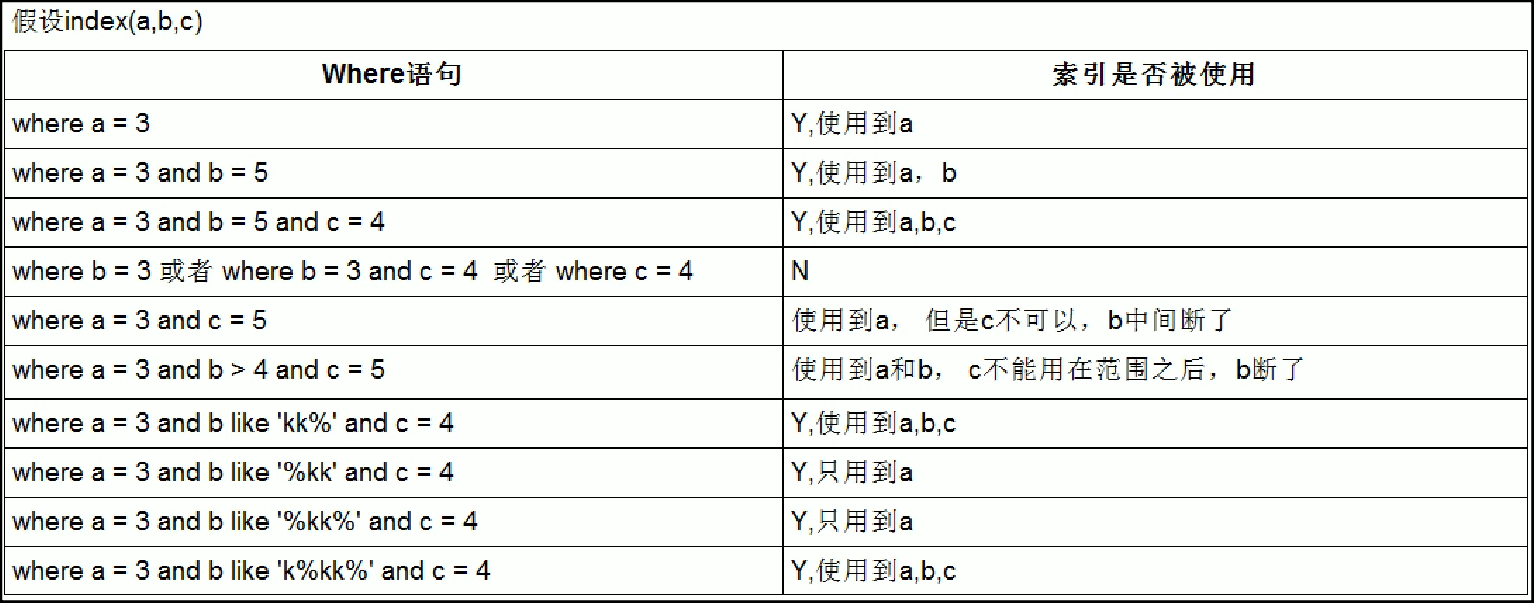 假设index(a,b,c)
Where语句 索引是否被使用
where a = 3 Y,使用到a
where a = 3 and b = 5 Y,使用到a，b
where a = 3 and b = 5 and c = 4 Y,使用到a,b,c
where b = 3 或者 where b = 3 and c = 4 或者 where c = 4 N
where a = 3 and c = 5 使用到a， 但是c不可以，b中间断了
where a = 3 and b > 4 and c = 5 使用到a和b， c不能用在范围之后，b断了
where a = 3 and b like 'kk%' and c = 4 Y,使用到a,b,c
where a = 3 and b like '%kk' and c = 4 Y,只用到a
where a = 3 and b like '%kk%' and c = 4 Y,只用到a
where a = 3 and b like 'k%kk%' and c = 4 Y,使用到a,b,c